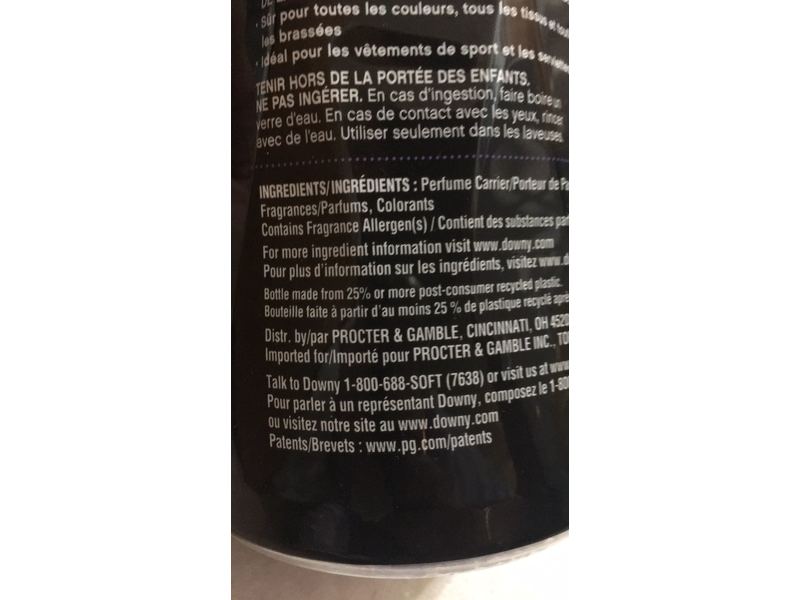 · Sûr pour toutes les couleurs, tous les tissus et
les brassées
· Idéal pour les vêtements de sport et les serviettes
TENIR HORS DE LA PORTÉE DES ENFANTS.
NE PAS INGÉRER. En cas d'ingestion, faire boire un
verre d'eau. En cas de contact avec les yeux, rincer
avec de l'eau. Utiliser seulement dans les laveuses
INGREDIENTS/INGRÉDIENTS : Perfume Carrier/Porteur de
Fragrances/Parfums, Colorants
Contains Fragrance Allergen(s) / Contient des substances
For more ingredient information visit www.downy.com
Pour plus d'information sur les ingrédients, visitez
Bottle made from 25% or more post-consumer recycled plastic.
Bouteille faite à partir d'au moins 25 % de plastique recyclé
Distr. by/par PROCTER & GAMBLE, CINCINNATI, OH
Imported for/Importé pour PROCTER & GAMBLE INC.,
Talk to Downy 1-800-688-SOFT (7638) or visit us at
Pour parler à un représentant Downy, composez le
ou visitez notre site au www.downy.com
Patents/Brevets : www.pg.com/patents